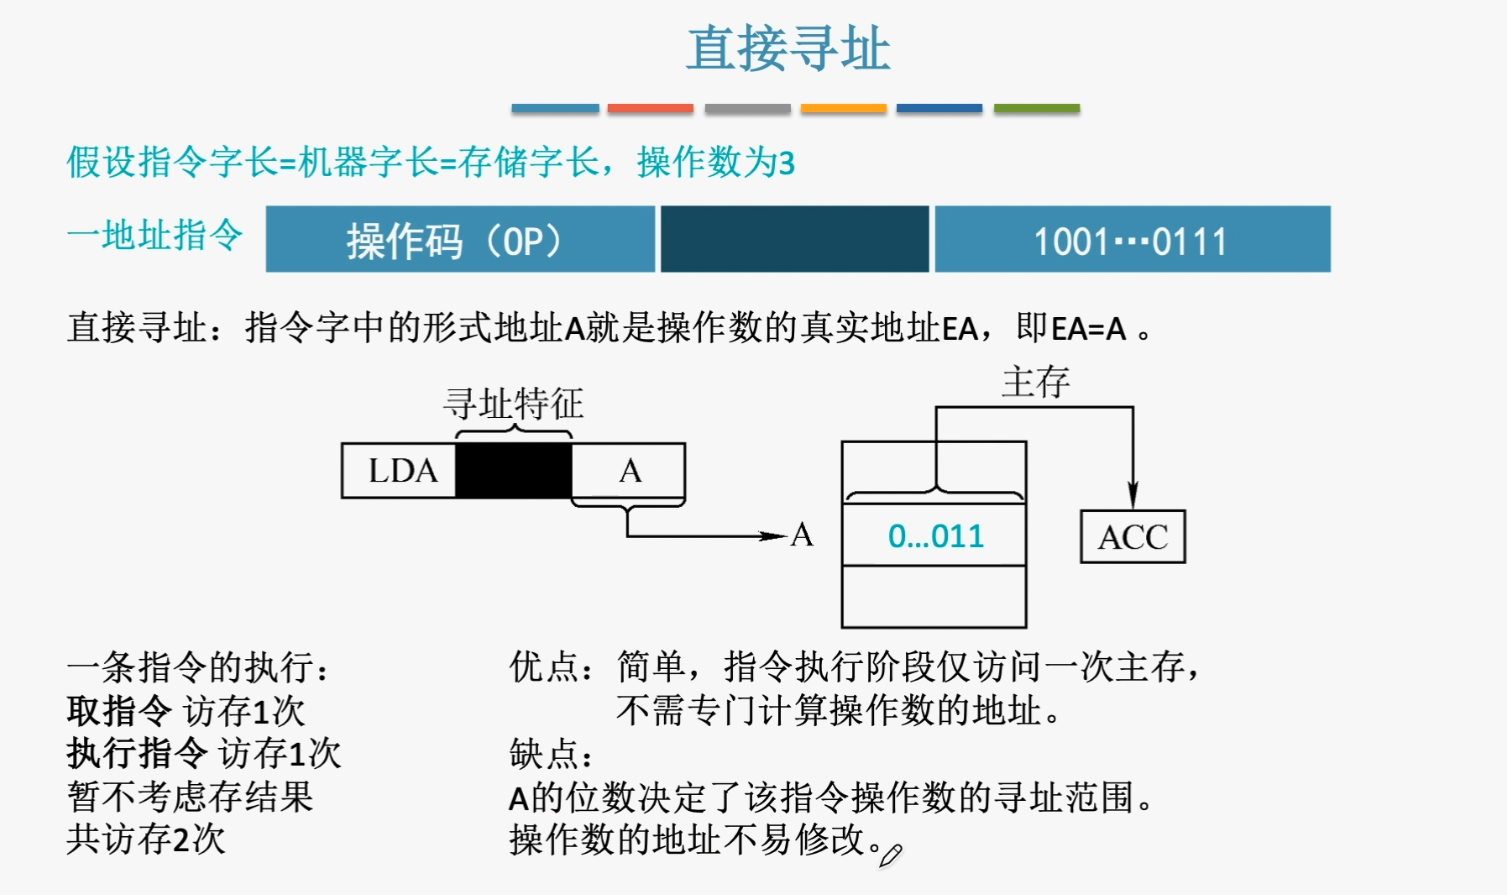 直接寻址
假设指令字长=机器字长=存储字长，操作数为3
一地址指令 操作码（OP） 1001…0111
直接寻址：指令字中的形式地址A就是操作数的真实地址EA，即EA=A 。
寻址特征
主存
LDA A
A
0...011
ACC
一条指令的执行：
取指令 访存1次
执行指令 访存1次
暂不考虑存结果
共访存2次
优点：简单，指令执行阶段仅访问一次主存，
不需专门计算操作数的地址。
缺点：
A的位数决定了该指令操作数的寻址范围。
操作数的地址不易修改。